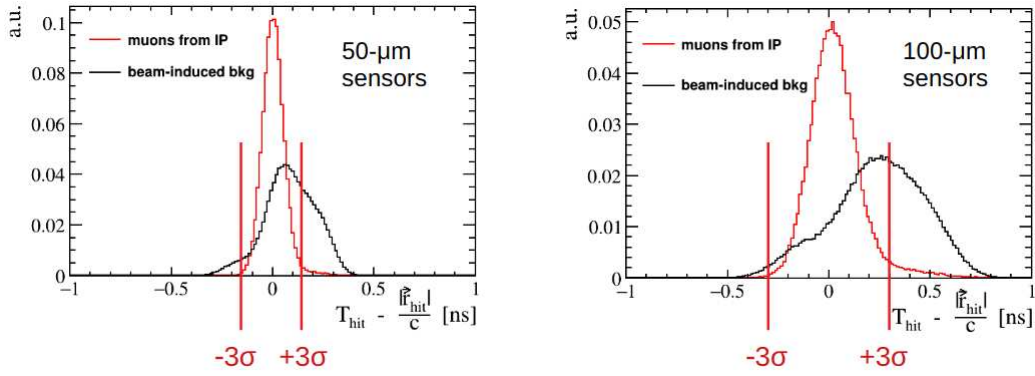 a.u.
0.1
0.08
0.06
0.04
0.02
0
muons from IP
beam-induced bkg
50-μm
sensors
−1
−0.5
0
0.5
1
T_hit - |r⃗_hit|/c [ns]
-3σ
+3σ
a.u.
0.05
0.04
0.03
0.02
0.01
0
muons from IP
beam-induced bkg
100-μm
sensors
−1
−0.5
0
0.5
1
T_hit - |r⃗_hit|/c [ns]
-3σ
+3σ